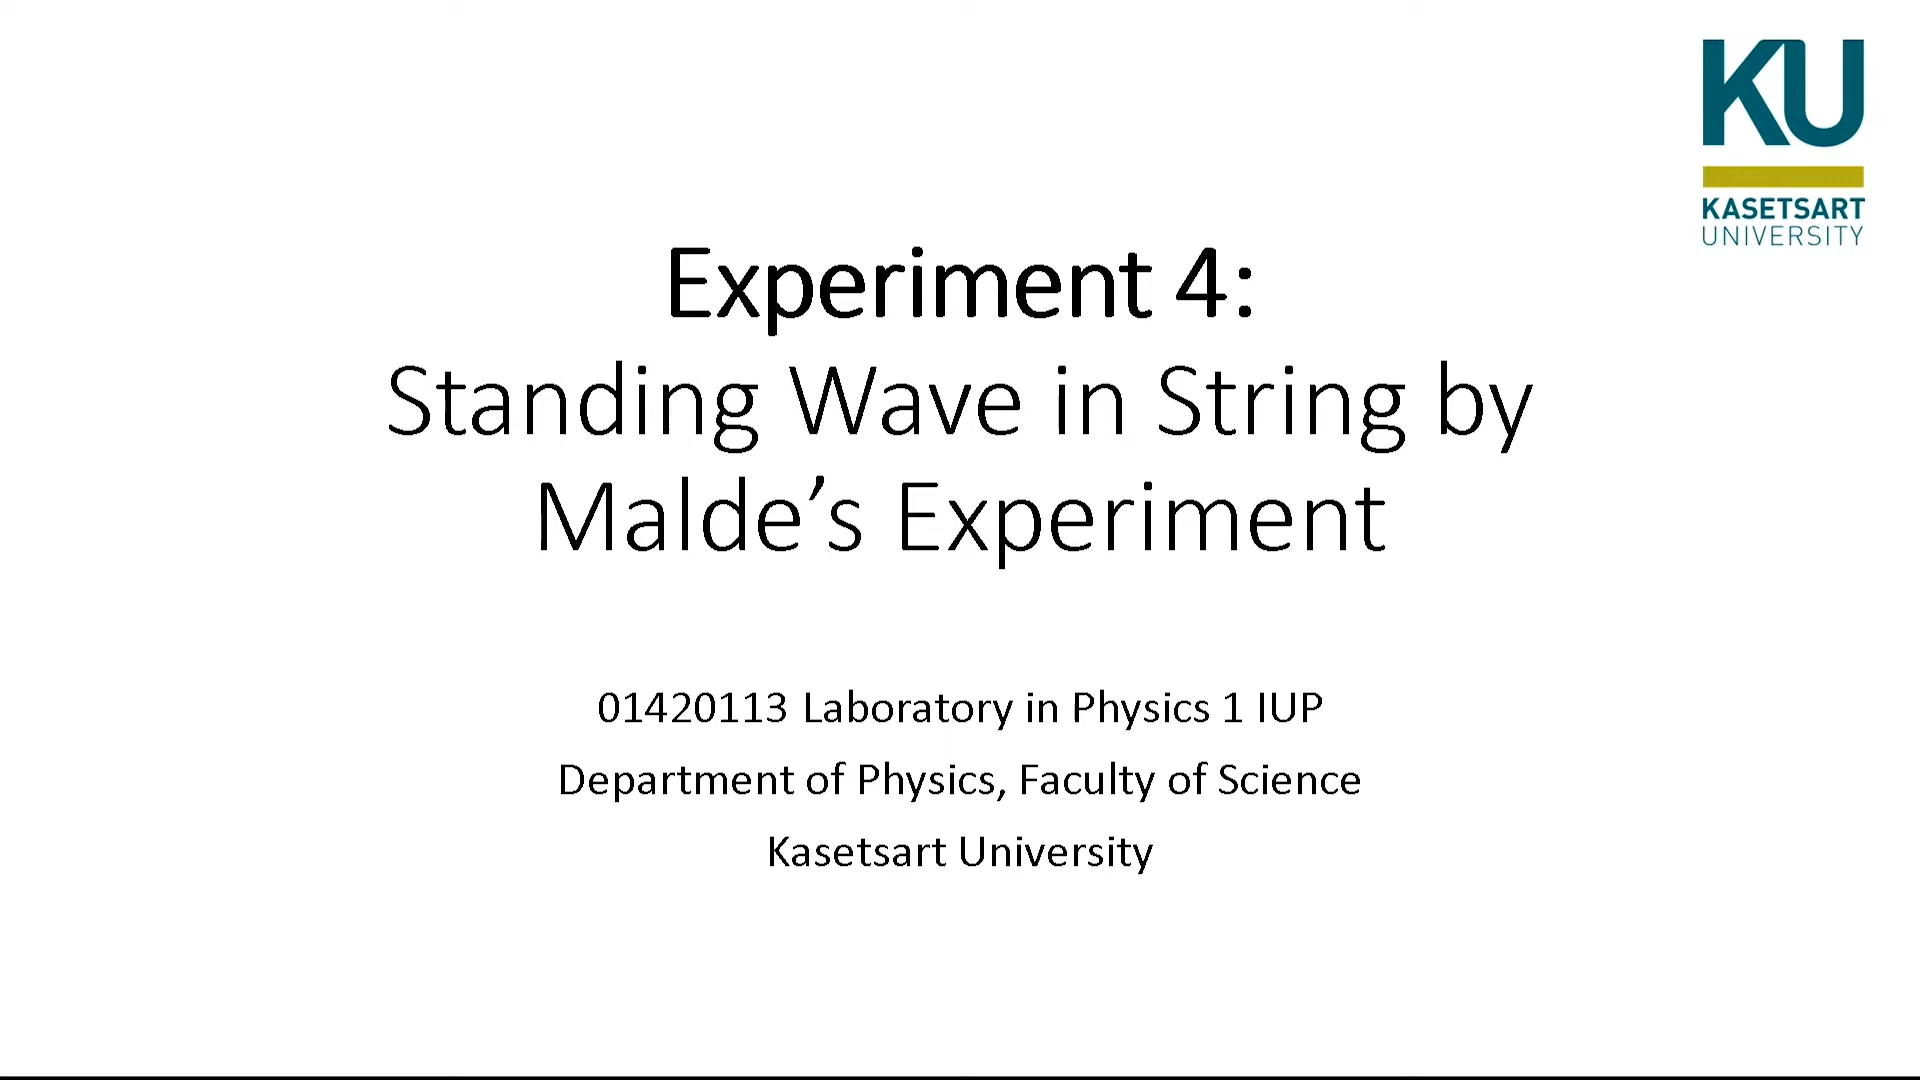 KU
KASETSART
UNIVERSITY
Experiment 4:
Standing Wave in String by
Malde’s Experiment
01420113 Laboratory in Physics 1 IUP
Department of Physics, Faculty of Science
Kasetsart University